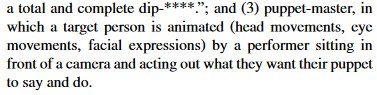 a total and complete dip-****.”; and (3) puppet-master, in
which a target person is animated (head movements, eye
movements, facial expressions) by a performer sitting in
front of a camera and acting out what they want their puppet
to say and do.